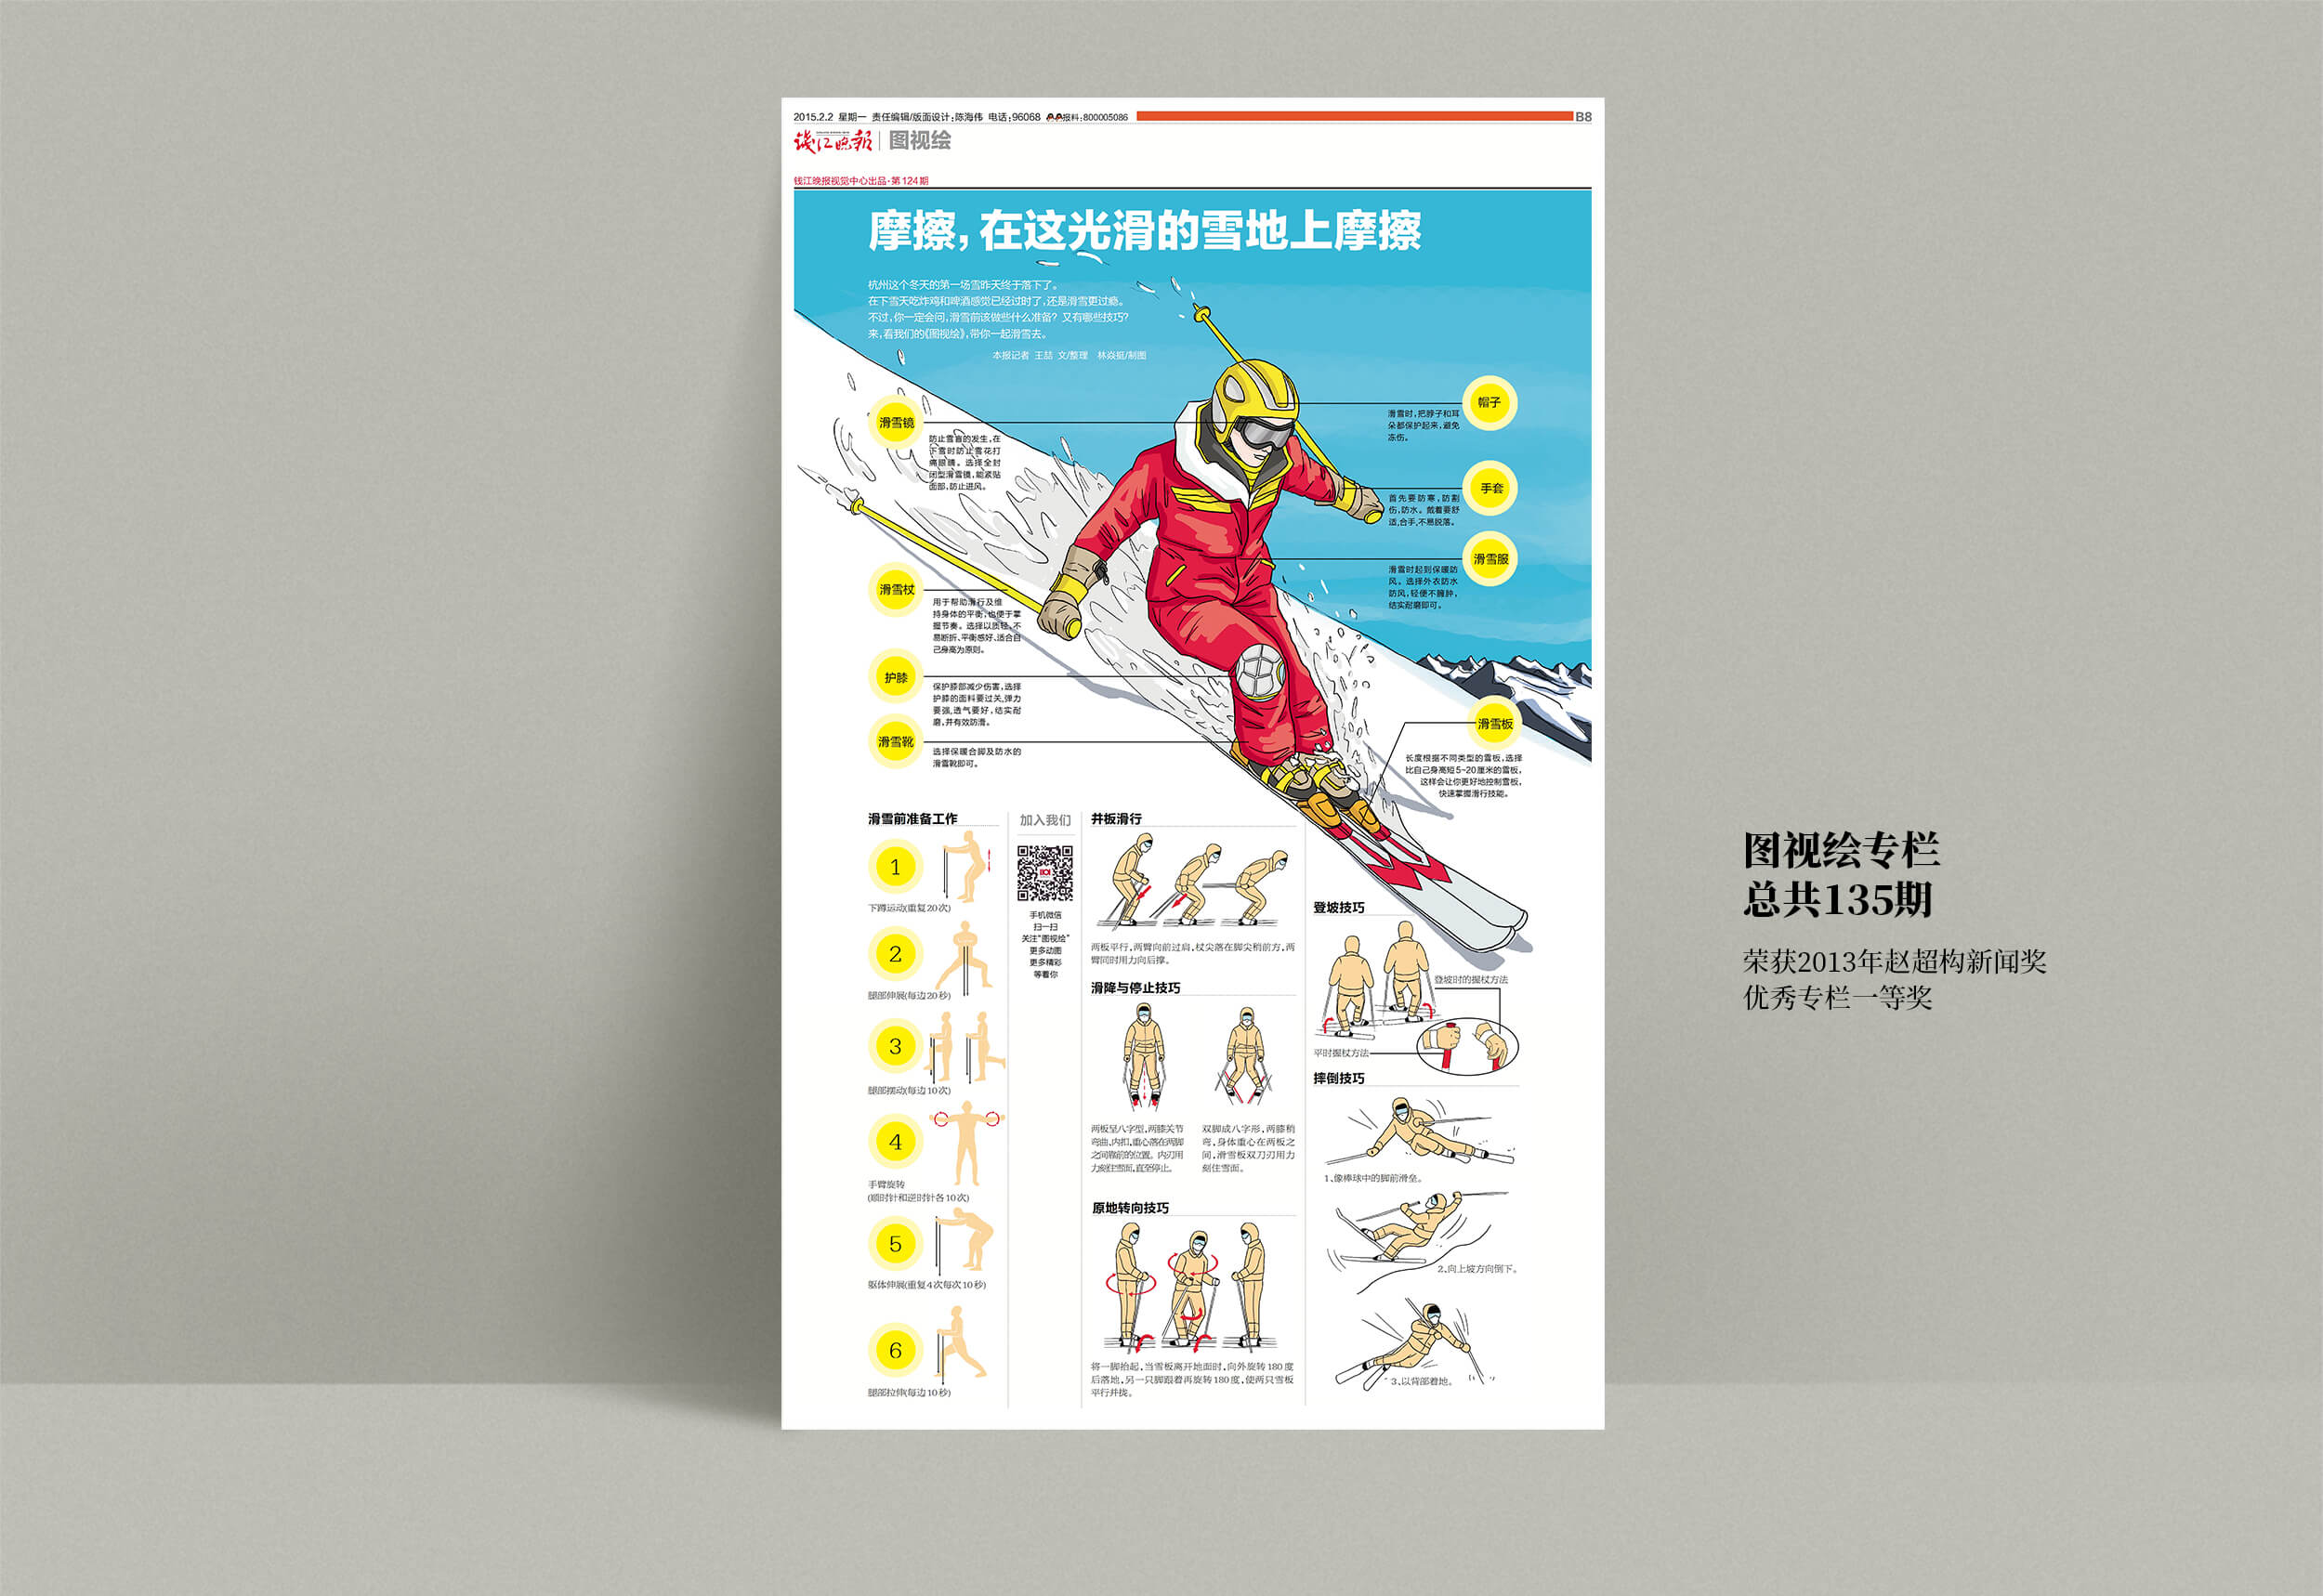 2015.2.2 星期一 责任编辑/版面设计:陈海伟 电话:96068 报料:800005086
B8
钱江晚报 图视绘
钱江晚报视觉中心出品·第124期
摩擦,在这光滑的雪地上摩擦
杭州这个冬天的第一场雪昨天终于落下了。
在下雪天吃炸鸡和啤酒感觉已经过时了,还是滑雪更过瘾。
不过,你一定会问,滑雪前该做些什么准备? 又有哪些技巧?
来,看我们的《图视绘》,带你一起滑雪去。
本报记者 王喆 文/整理 林焱挺/制图
滑雪镜
防止雪盲的发生,在
下雪时防止雪花打
痛眼睛。选择全封
闭型滑雪镜,能紧贴
面部,防止进风。
滑雪杖
用于帮助滑行及维
持身体的平衡,也便于掌
握节奏。选择以质轻、不
易断折、平衡感好、适合自
己身高为原则。
护膝
保护膝部减少伤害,选择
护膝的面料要过关,弹力
要强,透气要好,结实耐
磨,并有效防滑。
滑雪靴
选择保暖合脚及防水的
滑雪靴即可。
帽子
滑雪时,把脖子和耳
朵都保护起来,避免
冻伤。
手套
首先要防寒,防割
伤,防水。戴着要舒
适,合手,不易脱落。
滑雪服
滑雪时起到保暖防
风。选择外衣防水
防风,轻便不臃肿,
结实耐磨即可。
滑雪板
长度根据不同类型的雪板,选择
比自己身高短5~20厘米的雪板,
这样会让你更好地控制雪板,
快速掌握滑行技能。
滑雪前准备工作
1
下蹲运动(重复20次)
2
腿部伸展(每边20秒)
3
腿部摆动(每边10次)
4
手臂旋转
(顺时针和逆时针各10次)
5
躯体伸展(重复4次每次10秒)
6
腿部拉伸(每边10秒)
加入我们
手机微信
扫一扫
关注“图视绘”
更多动图
更多精彩
等着你
并板滑行
两板平行,两臂向前过肩,杖尖落在脚尖稍前方,两
臂同时用力向后撑。
滑降与停止技巧
两板呈八字型,两膝关节
弯曲,内扣,重心落在两脚
之间靠前的位置。内刃用
力刻住雪面,直至停止。
双脚成八字形,两膝稍
弯,身体重心在两板之
间,滑雪板双刀刃用力
刻住雪面。
原地转向技巧
将一脚抬起,当雪板离开地面时,向外旋转180度
后落地,另一只脚跟着再旋转180度,使两只雪板
平行并拢。
登坡技巧
登坡时的握杖方法
平时握杖方法
摔倒技巧
1、像棒球中的脚前滑垒。
2、向上坡方向倒下。
3、以背部着地。
图视绘专栏
总共135期
荣获2013年赵超构新闻奖
优秀专栏一等奖